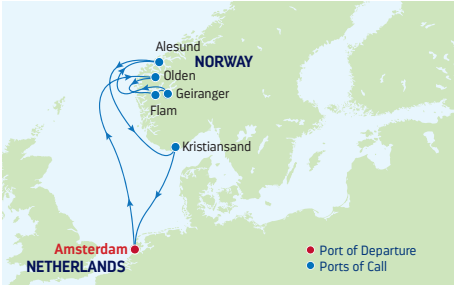 Alesund
NORWAY
Olden
Geiranger
Flam
Kristiansand
Amsterdam
NETHERLANDS
Port of Departure
Ports of Call